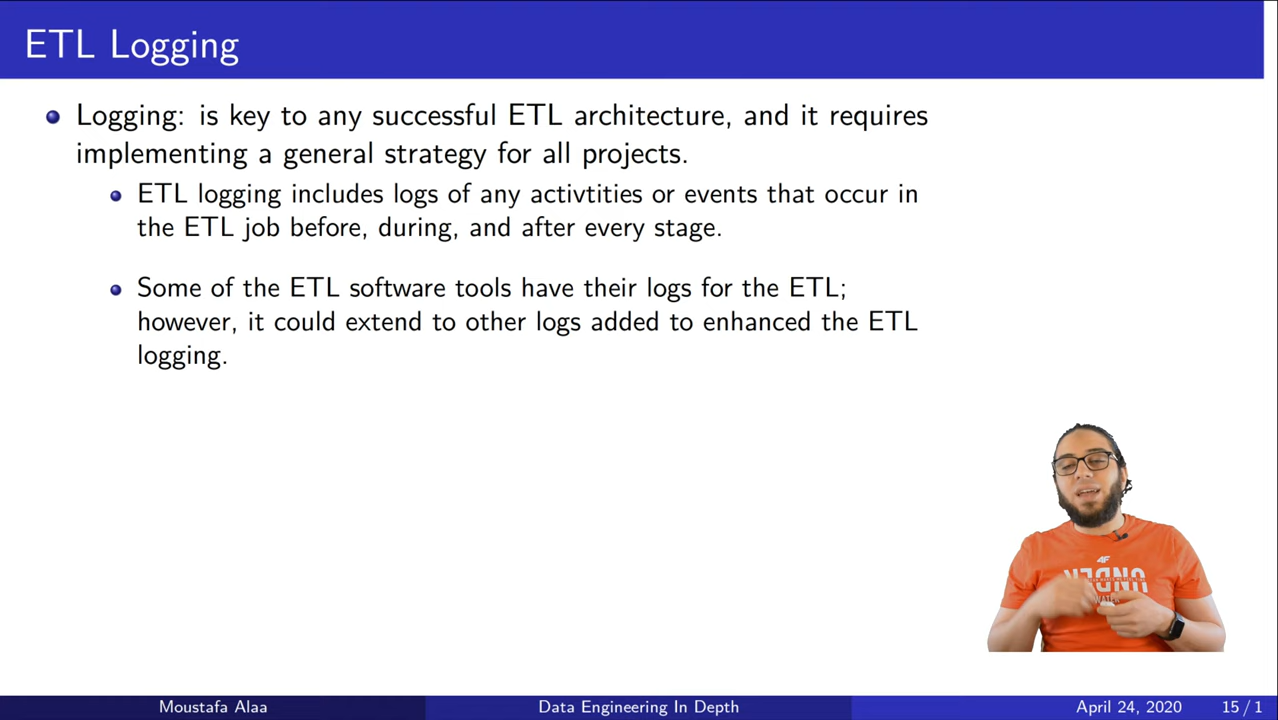 ETL Logging
Logging: is key to any successful ETL architecture, and it requires
implementing a general strategy for all projects.
ETL logging includes logs of any activtities or events that occur in
the ETL job before, during, and after every stage.
Some of the ETL software tools have their logs for the ETL;
however, it could extend to other logs added to enhanced the ETL
logging.
4F
UNDER
WATER
Moustafa Alaa
Data Engineering In Depth
April 24, 2020
15 / 1